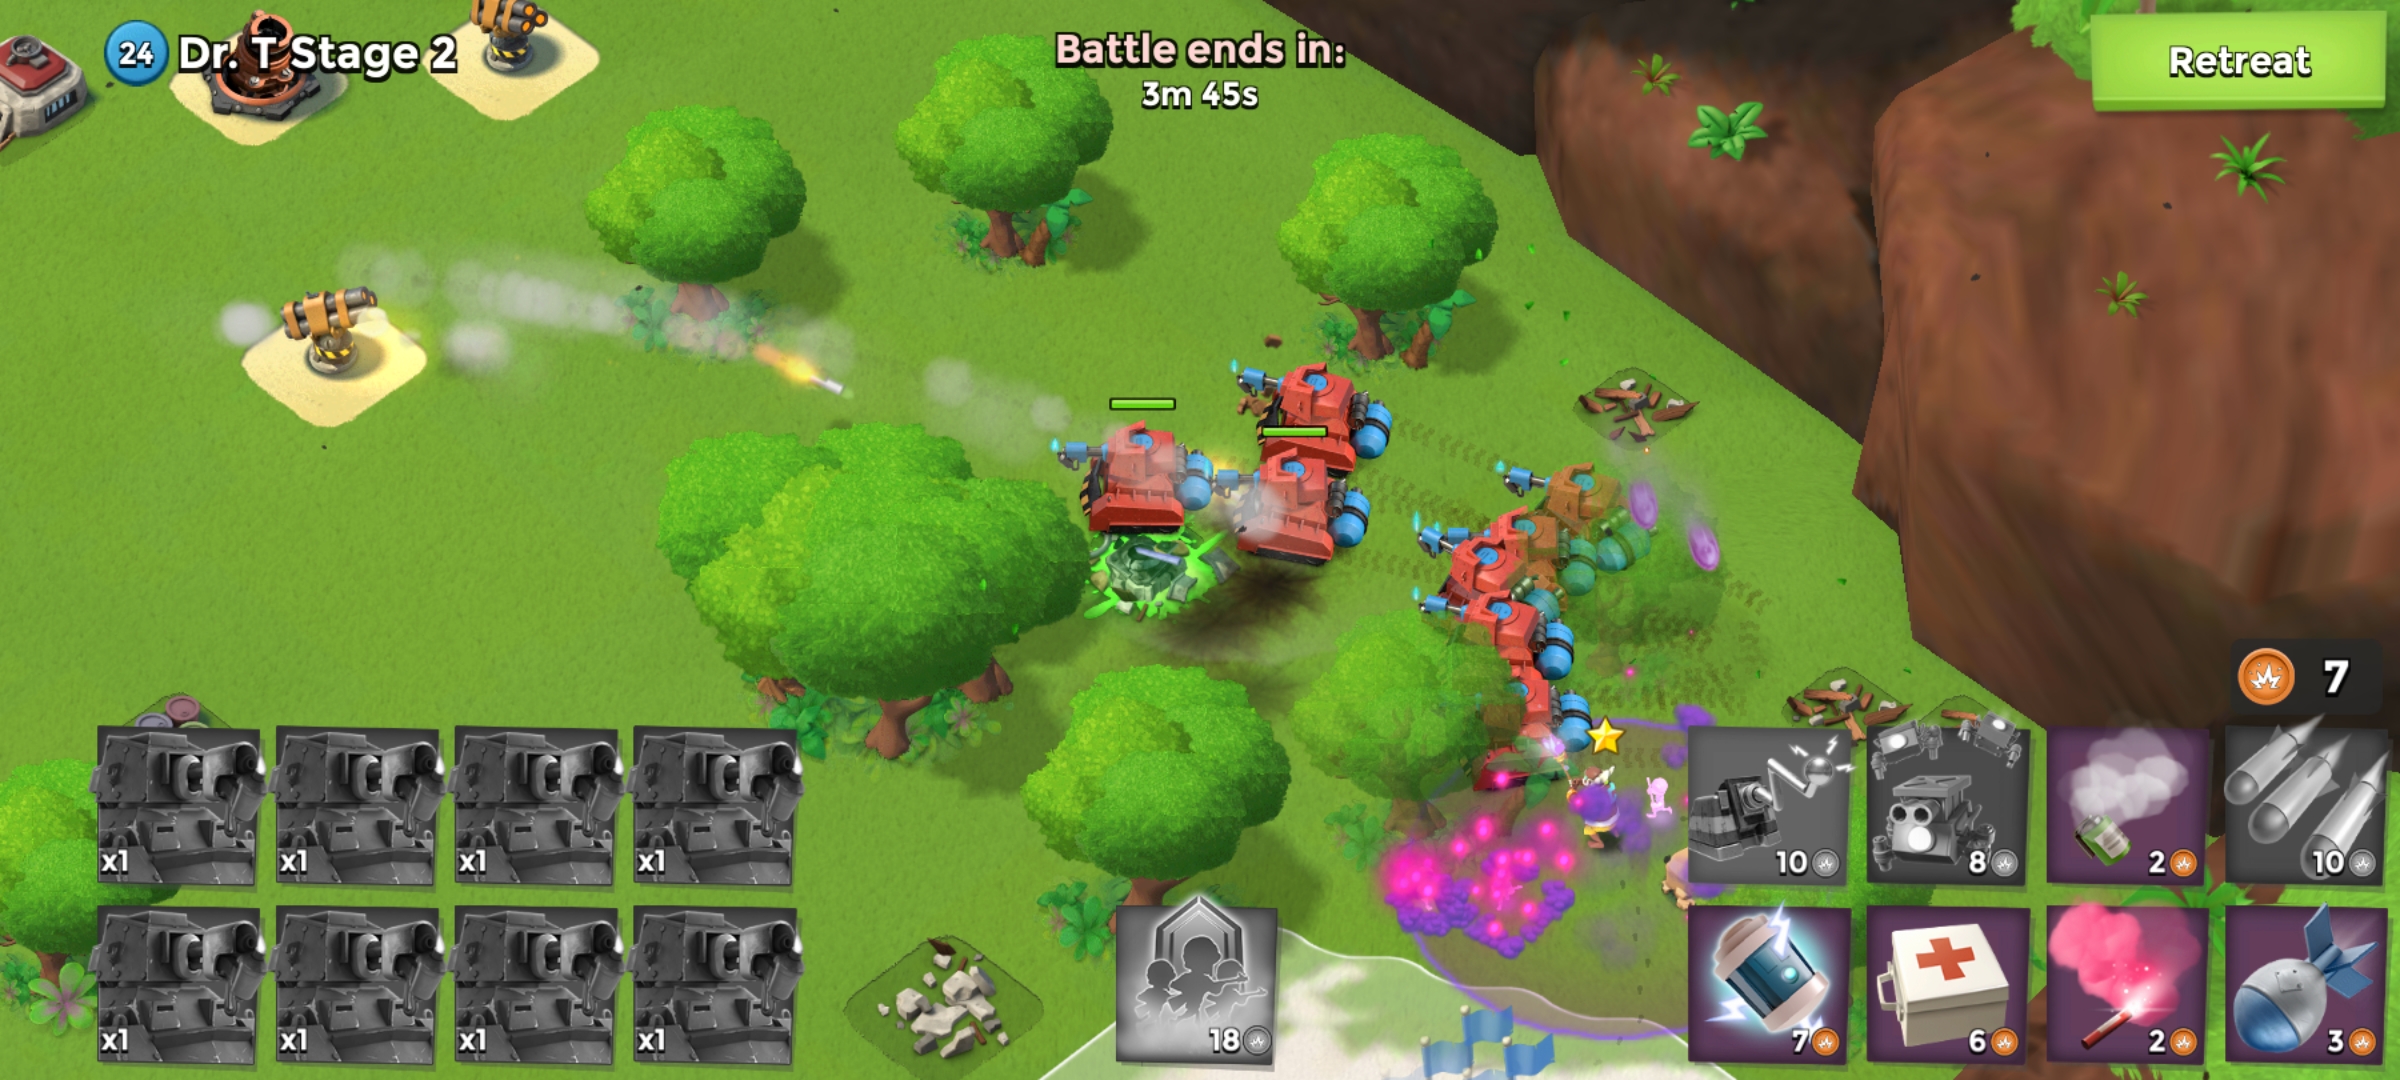 24 Dr. T Stage 2
Battle ends in:
3m 45s
Retreat
7
x1 x1 x1 x1
10 8 2 10
x1 x1 x1 x1
18
7 6 2 3